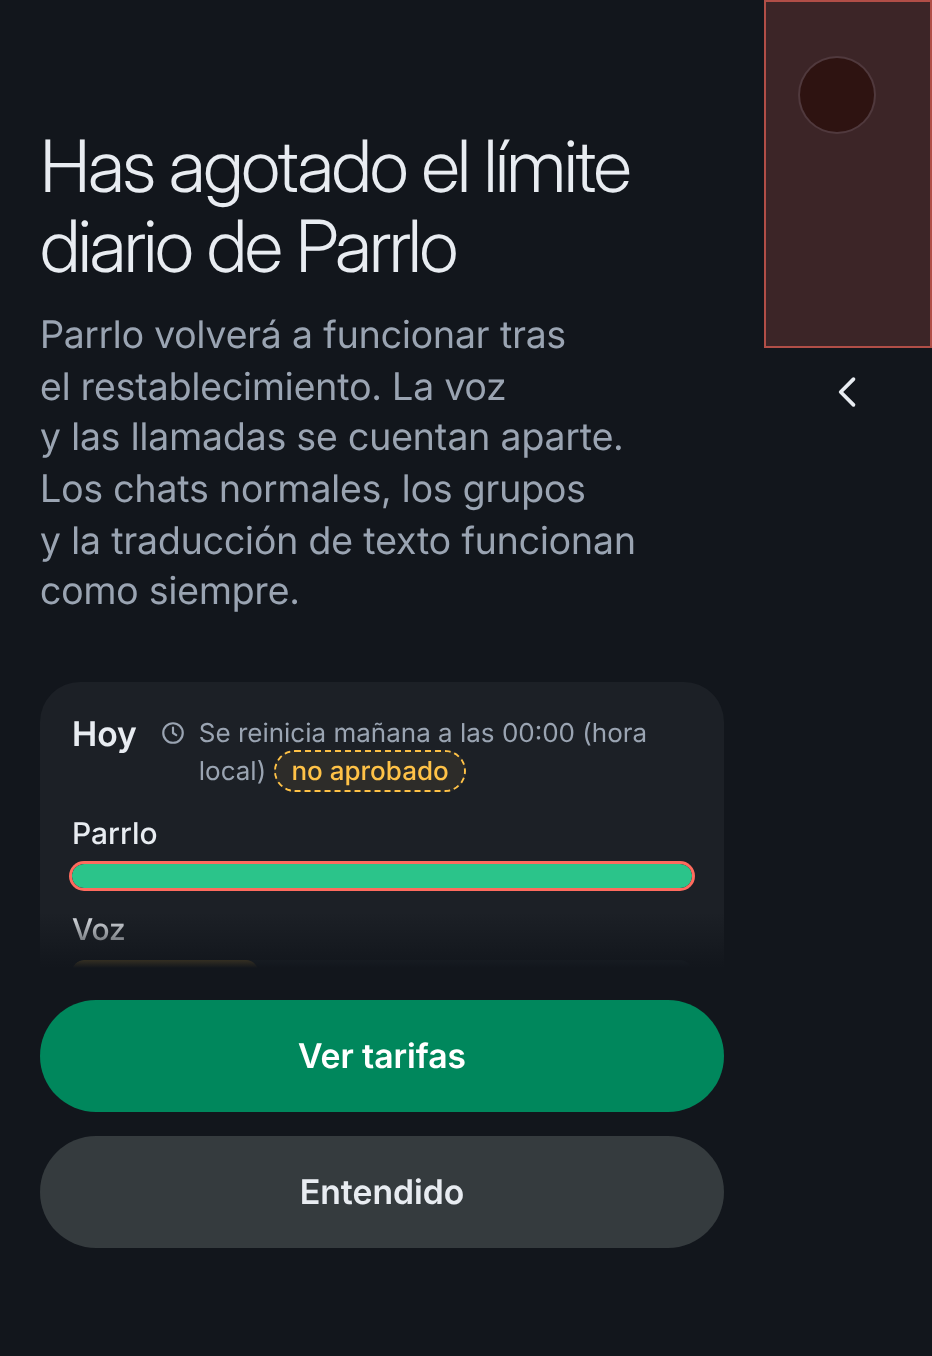 Has agotado el límite
diario de Parrlo
Parrlo volverá a funcionar tras
el restablecimiento. La voz
y las llamadas se cuentan aparte.
Los chats normales, los grupos
y la traducción de texto funcionan
como siempre.
Hoy Se reinicia mañana a las 00:00 (hora
local) no aprobado
Parrlo
Voz
Ver tarifas
Entendido